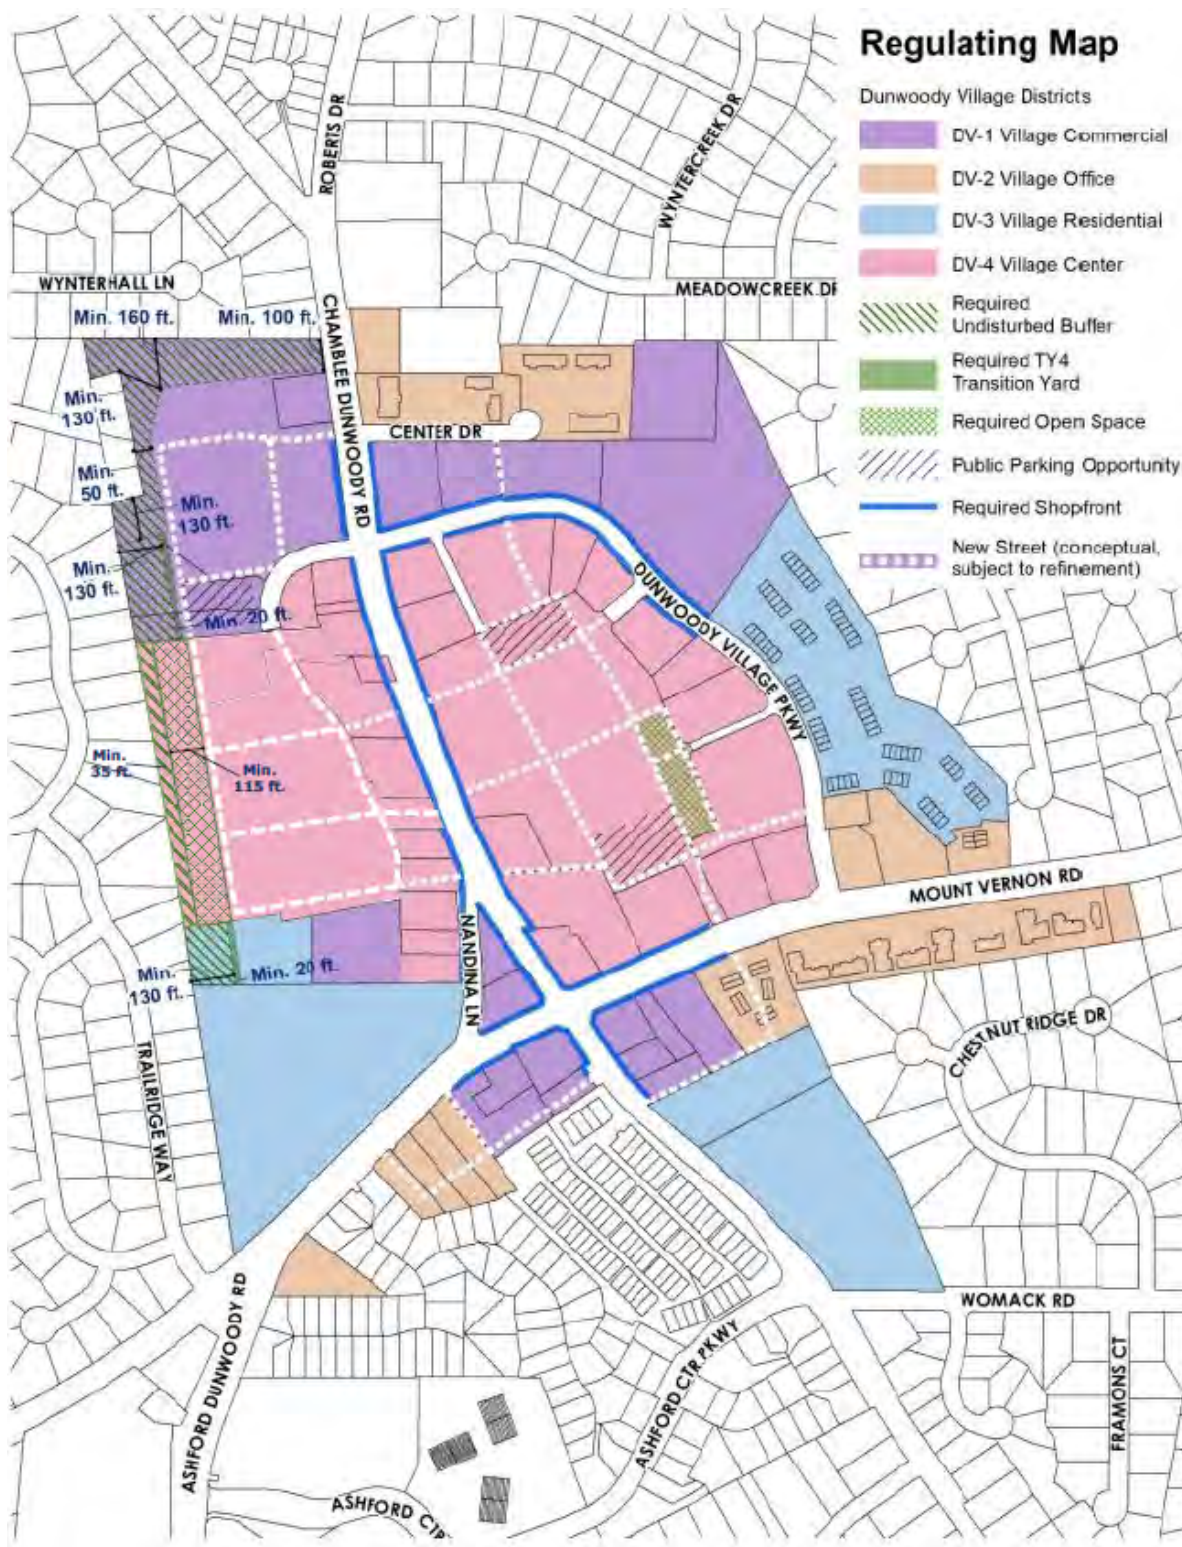 Regulating Map
Dunwoody Village Districts
DV-1 Village Commercial
DV-2 Village Office
DV-3 Village Residential
DV-4 Village Center
Required
Undisturbed Buffer
Required TY4
Transition Yard
Required Open Space
Public Parking Opportunity
Required Shopfront
New Street (conceptual,
subject to refinement)
ROBERTS DR
WYNTERCREEK DR
WYNTERHALL LN
MEADOWCREEK DR
Min. 160 ft.
Min. 100 ft.
CHAMBLEE DUNWOODY RD
Min.
130 ft.
CENTER DR
Min.
50 ft.
Min.
130 ft.
Min.
130 ft.
DUNWOODY VILLAGE PKWY
Min. 20 ft.
Min.
35 ft.
Min.
115 ft.
MOUNT VERNON RD
NANDINA LN
Min.
130 ft.
Min. 20 ft.
CHESTNUT RIDGE DR
TRAILRIDGE WAY
WOMACK RD
ASHFORD DUNWOODY RD
ASHFORD CTR PKWY
FRAMONS CT
ASHFORD CTR